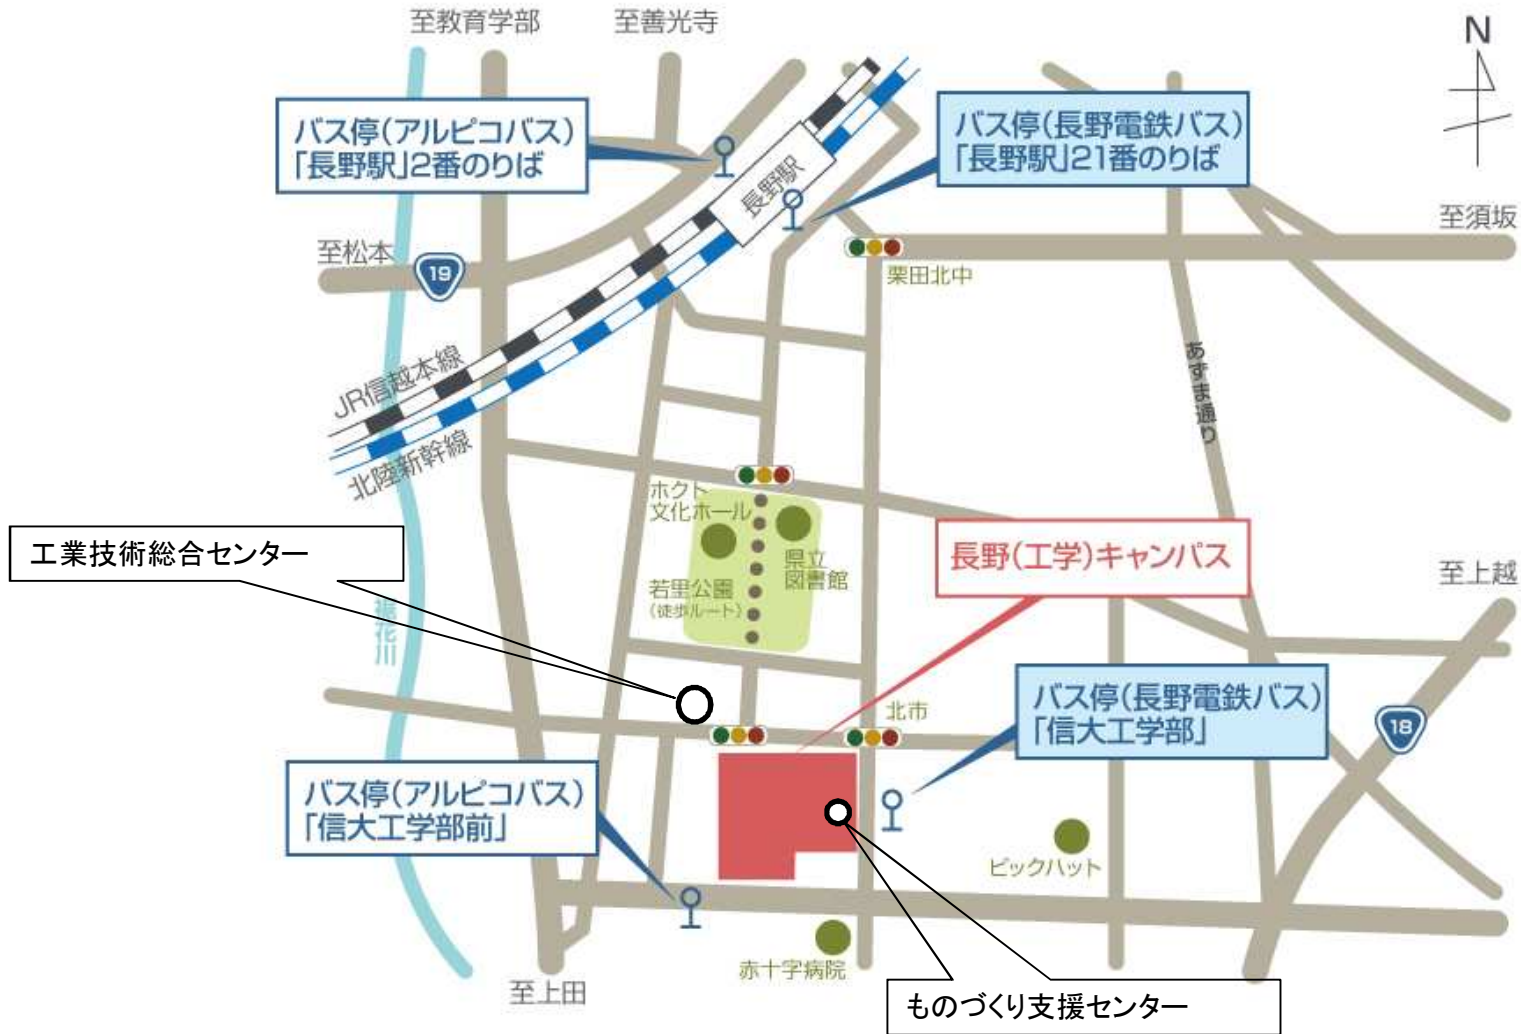 至教育学部
至善光寺
N
バス停(アルピコバス)
「長野駅」2番のりば
バス停(長野電鉄バス)
「長野駅」21番のりば
長野駅
至須坂
至松本
19
栗田北中
JR信越本線
北陸新幹線
あずま通り
ホクト
文化ホール
県立
図書館
若里公園
(徒歩ルート)
工業技術総合センター
長野(工学)キャンパス
至上越
裾花川
北市
バス停(長野電鉄バス)
「信大工学部」
18
バス停(アルピコバス)
「信大工学部前」
ビックハット
赤十字病院
至上田
ものづくり支援センター